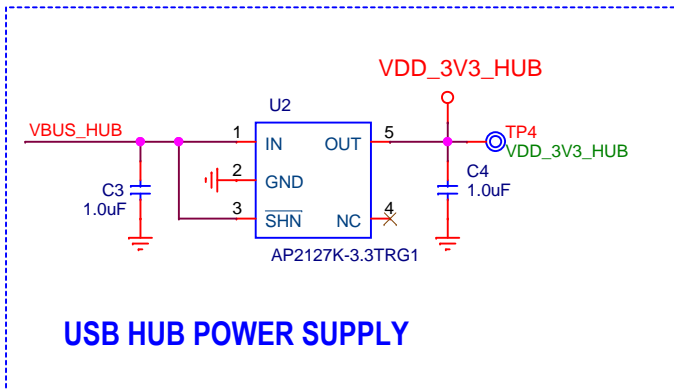 VDD_3V3_HUB
U2
VBUS_HUB
1
IN
OUT
5
TP4
VDD_3V3_HUB
2
GND
C3
1.0uF
C4
1.0uF
3
SHN
NC
4
AP2127K-3.3TRG1
USB HUB POWER SUPPLY